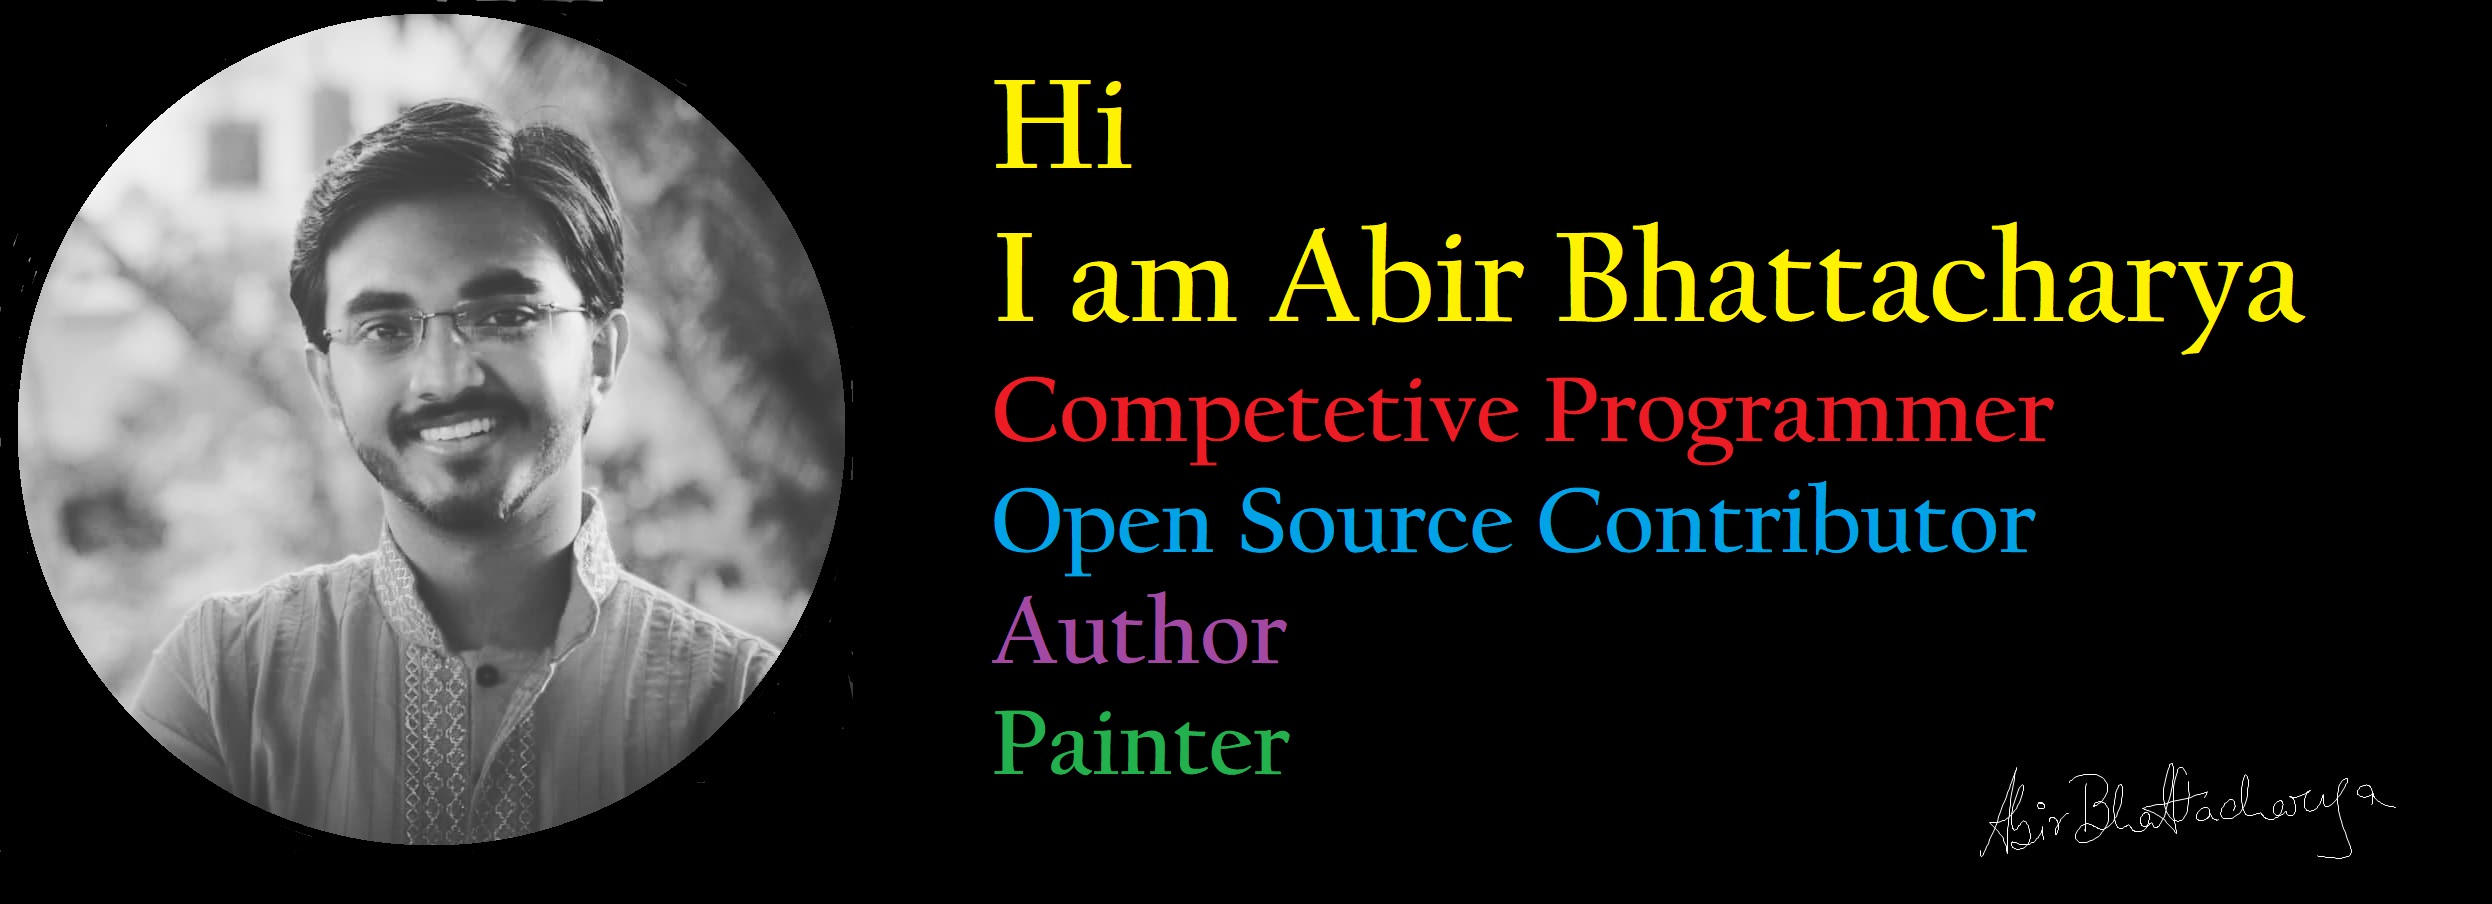 Hi
I am Abir Bhattacharya
Competetive Programmer
Open Source Contributor
Author
Painter
Abir Bhattacharya